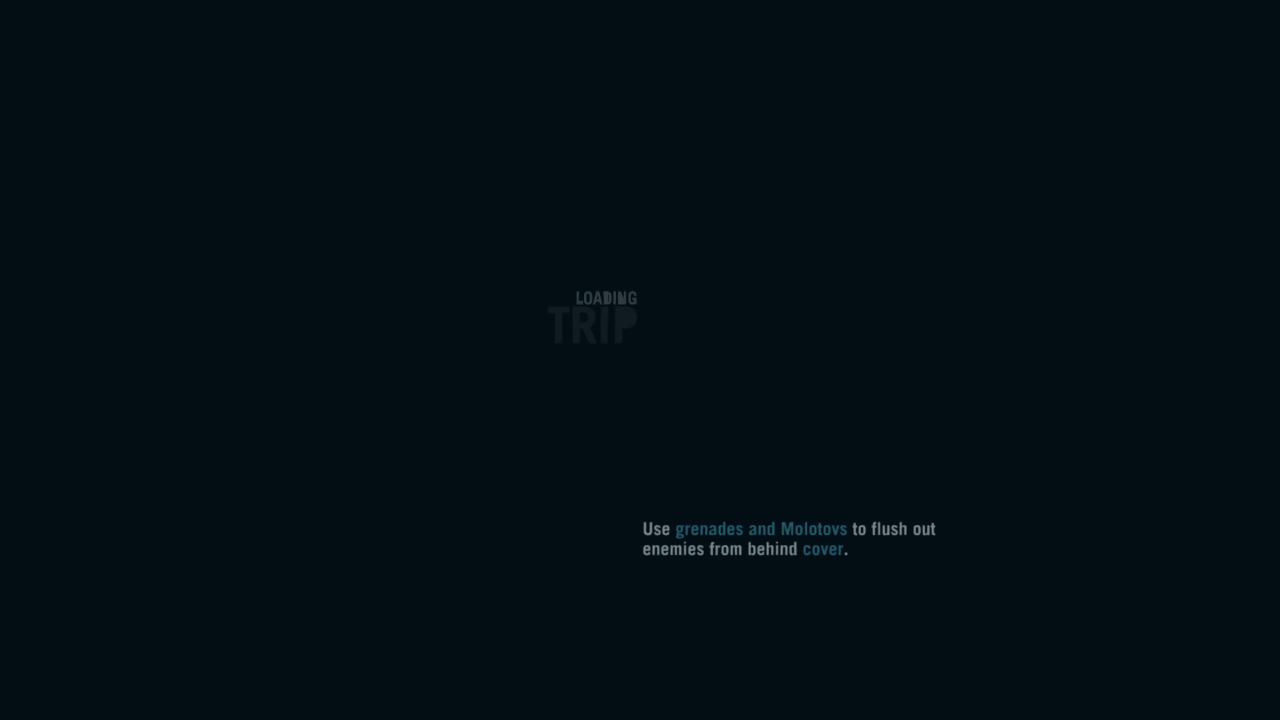 LOADING
TRIP
Use grenades and Molotovs to flush out
enemies from behind cover.